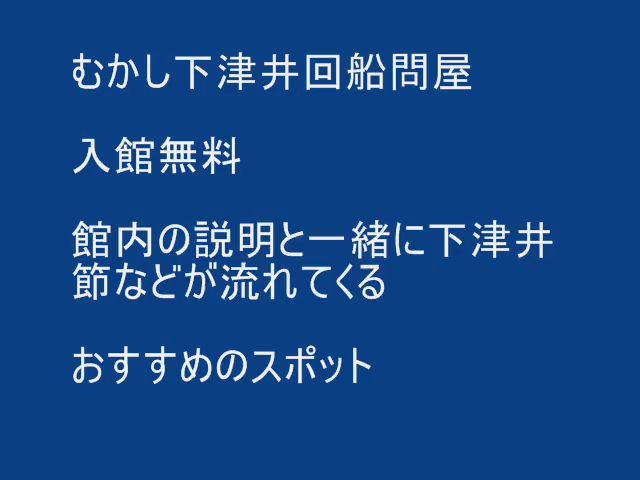 むかし下津井回船問屋
入館無料
館内の説明と一緒に下津井
節などが流れてくる
おすすめのスポット